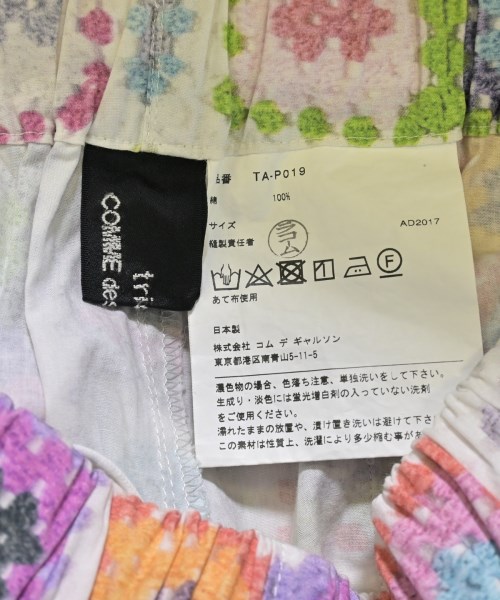 COMME des
tri
品番 TA-P019
綿 100%
サイズ
AD2017
縫製責任者
コム
あて布使用
日本製
株式会社 コム デ ギャルソン
東京都港区南青山5-11-5
濃色物の場合、色落ち注意、単独洗いをして下さい。
生成り・淡色には蛍光増白剤の入っていない洗剤
をご使用ください。
濡れたままの放置や、漬け置き洗いは避けて下さ
この素材は性質上、洗濯により多少縮む事があ